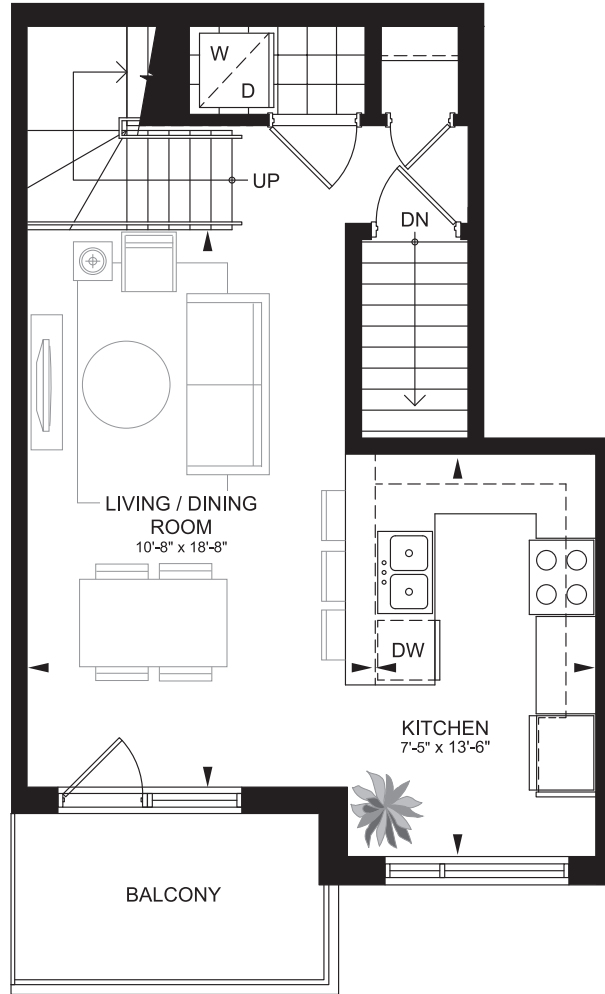 W
D
UP
DN
LIVING / DINING
ROOM
10'-8" x 18'-8"
DW
KITCHEN
7'-5" x 13'-6"
BALCONY